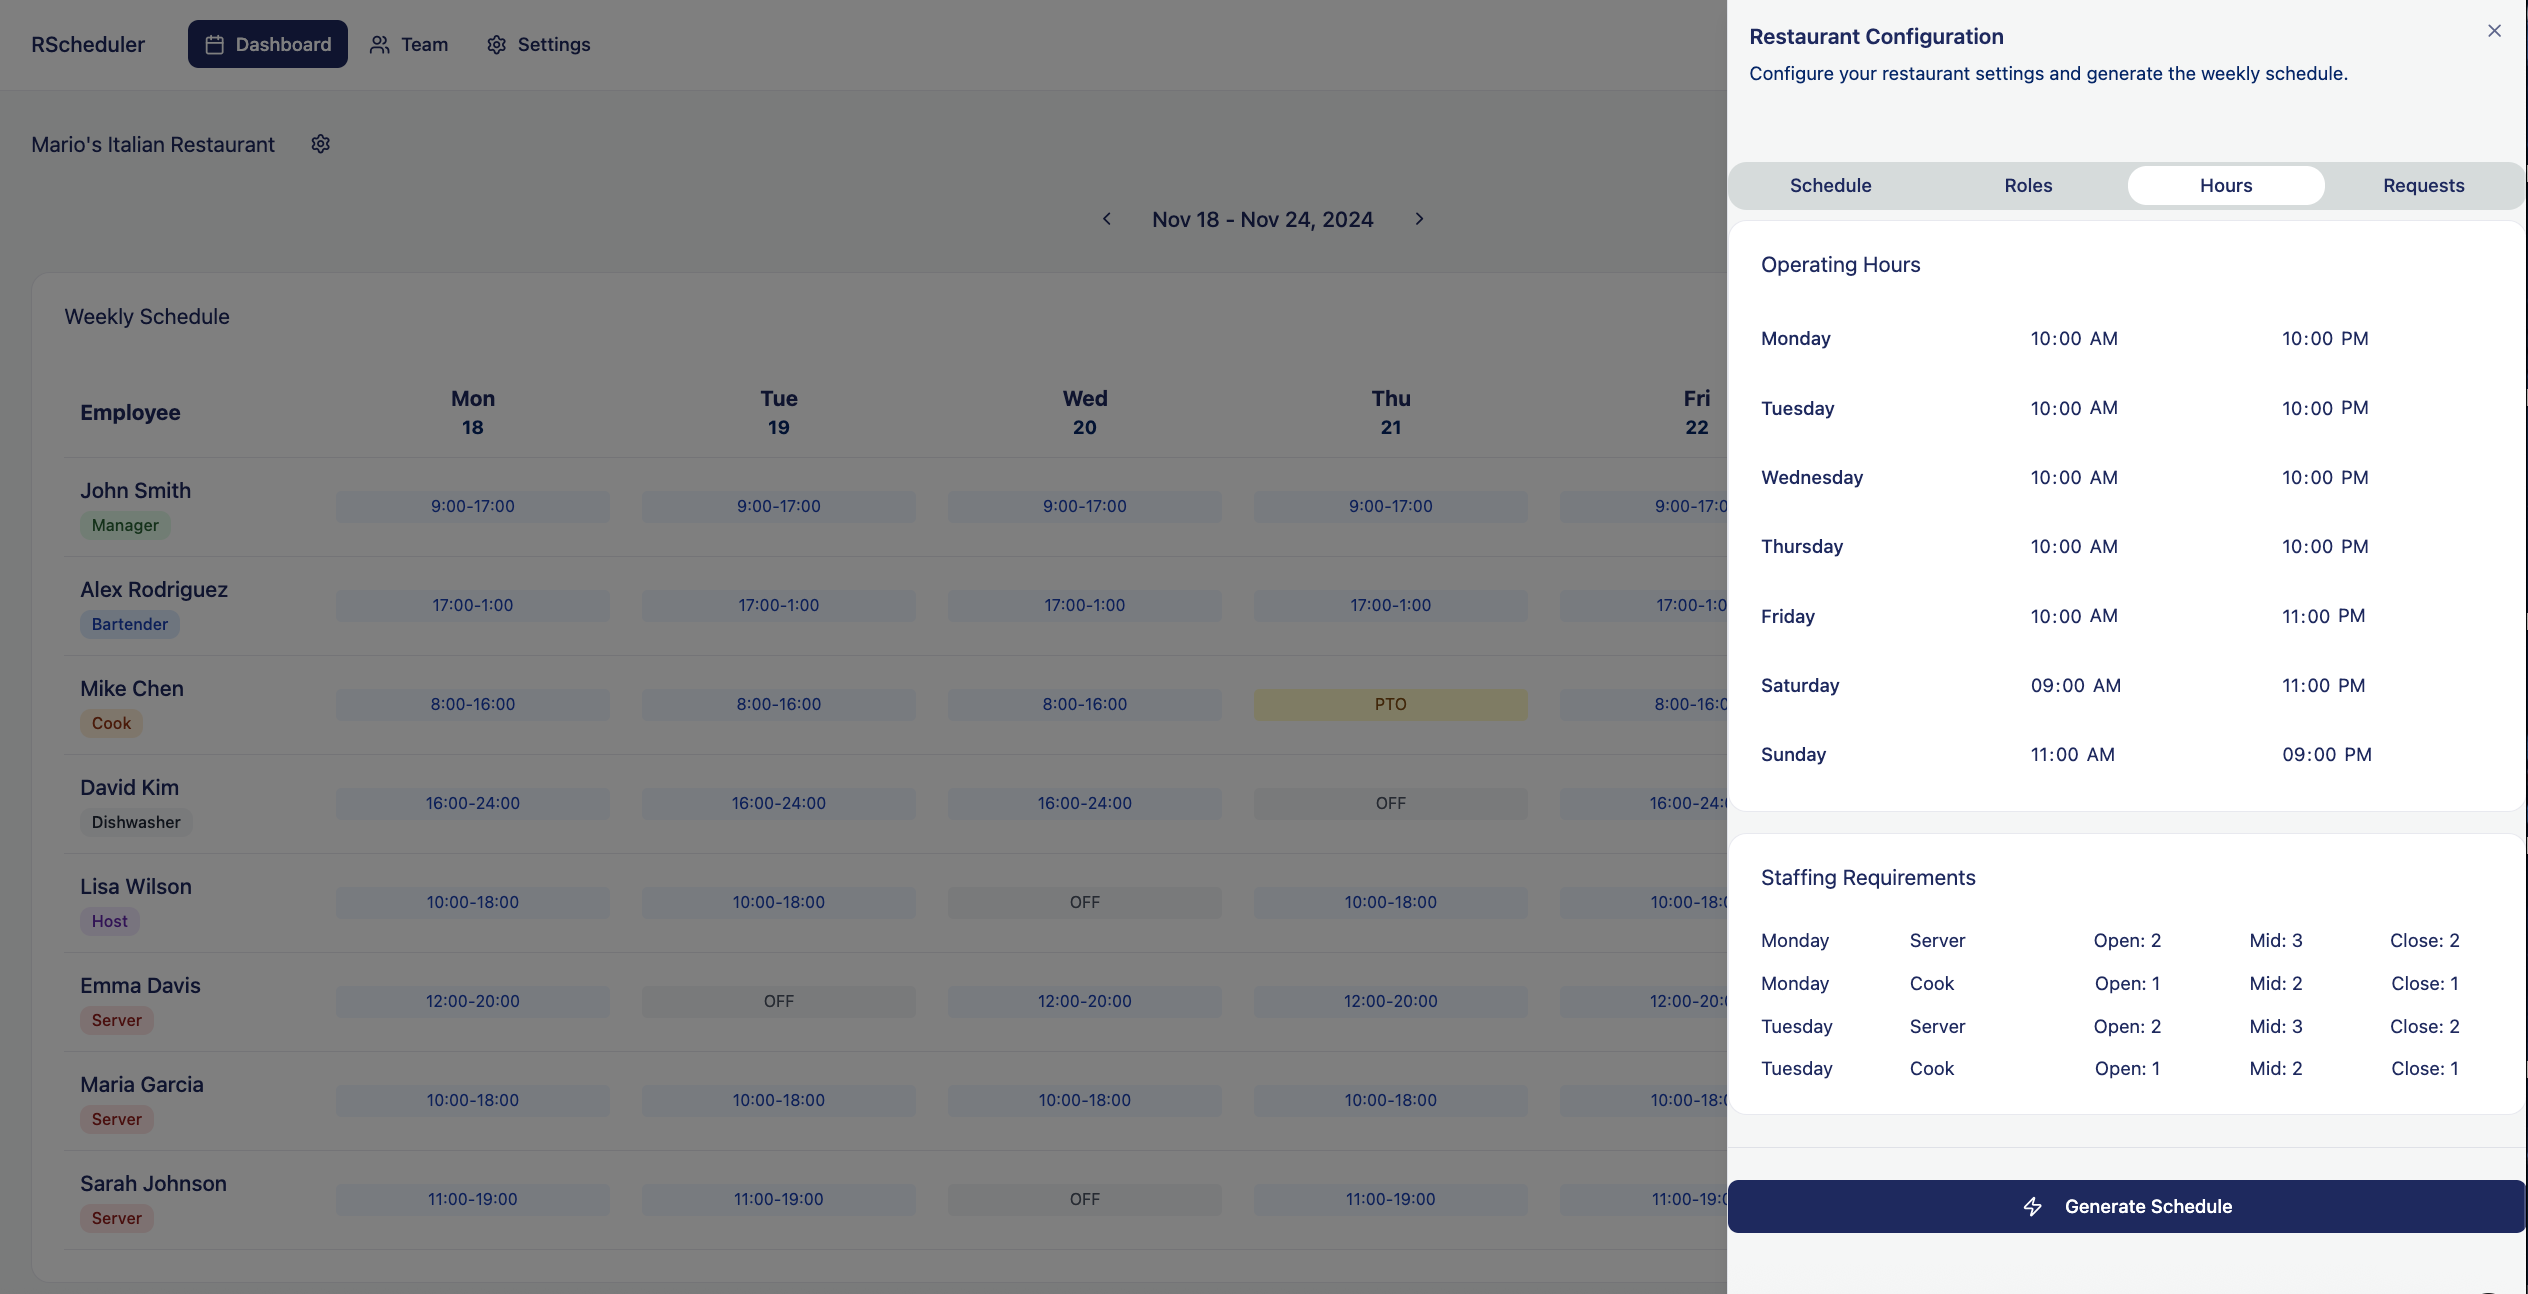 RScheduler Dashboard Team Settings
Mario's Italian Restaurant
Nov 18 - Nov 24, 2024
Weekly Schedule
Employee Mon 18 Tue 19 Wed 20 Thu 21 Fri 22
John Smith
Manager
9:00-17:00 9:00-17:00 9:00-17:00 9:00-17:00 9:00-17:0
Alex Rodriguez
Bartender
17:00-1:00 17:00-1:00 17:00-1:00 17:00-1:00 17:00-1:0
Mike Chen
Cook
8:00-16:00 8:00-16:00 8:00-16:00 PTO 8:00-16:0
David Kim
Dishwasher
16:00-24:00 16:00-24:00 16:00-24:00 OFF 16:00-24:0
Lisa Wilson
Host
10:00-18:00 10:00-18:00 OFF 10:00-18:00 10:00-18:0
Emma Davis
Server
12:00-20:00 OFF 12:00-20:00 12:00-20:00 12:00-20:0
Maria Garcia
Server
10:00-18:00 10:00-18:00 10:00-18:00 10:00-18:00 10:00-18:0
Sarah Johnson
Server
11:00-19:00 11:00-19:00 OFF 11:00-19:00 11:00-19:0
Restaurant Configuration
Configure your restaurant settings and generate the weekly schedule.
Schedule Roles Hours Requests
Operating Hours
Monday 10:00 AM 10:00 PM
Tuesday 10:00 AM 10:00 PM
Wednesday 10:00 AM 10:00 PM
Thursday 10:00 AM 10:00 PM
Friday 10:00 AM 11:00 PM
Saturday 09:00 AM 11:00 PM
Sunday 11:00 AM 09:00 PM
Staffing Requirements
Monday Server Open: 2 Mid: 3 Close: 2
Monday Cook Open: 1 Mid: 2 Close: 1
Tuesday Server Open: 2 Mid: 3 Close: 2
Tuesday Cook Open: 1 Mid: 2 Close: 1
Generate Schedule